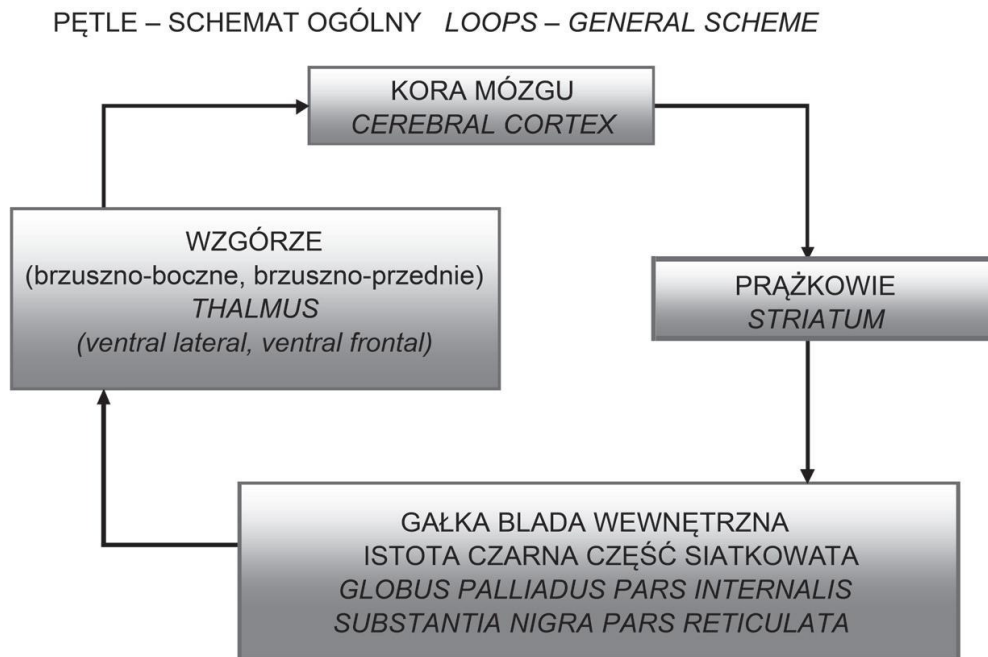 PĘTLE – SCHEMAT OGÓLNY LOOPS – GENERAL SCHEME
KORA MÓZGU
CEREBRAL CORTEX
WZGÓRZE
(brzuszno-boczne, brzuszno-przednie)
THALMUS
(ventral lateral, ventral frontal)
PRĄŻKOWIE
STRIATUM
GAŁKA BLADA WEWNĘTRZNA
ISTOTA CZARNA CZĘŚĆ SIATKOWATA
GLOBUS PALLIADUS PARS INTERNALIS
SUBSTANTIA NIGRA PARS RETICULATA